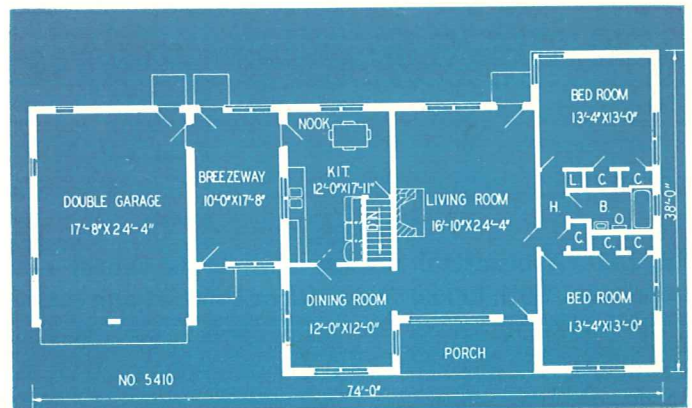 BED ROOM
13'-4"X13'-0"
NOOK
KIT.
12'-0"X17'-11"
BREEZEWAY
10'-0"X17'-8"
DOUBLE GARAGE
17'-8"X24'-4"
LIVING ROOM
16'-10"X24'-4"
D'N.
L.
C.
C.
H.
B.
C.
C.
C.
38'-0"
DINING ROOM
12'-0"X12'-0"
BED ROOM
13'-4"X13'-0"
PORCH
NO. 5410
74'-0"